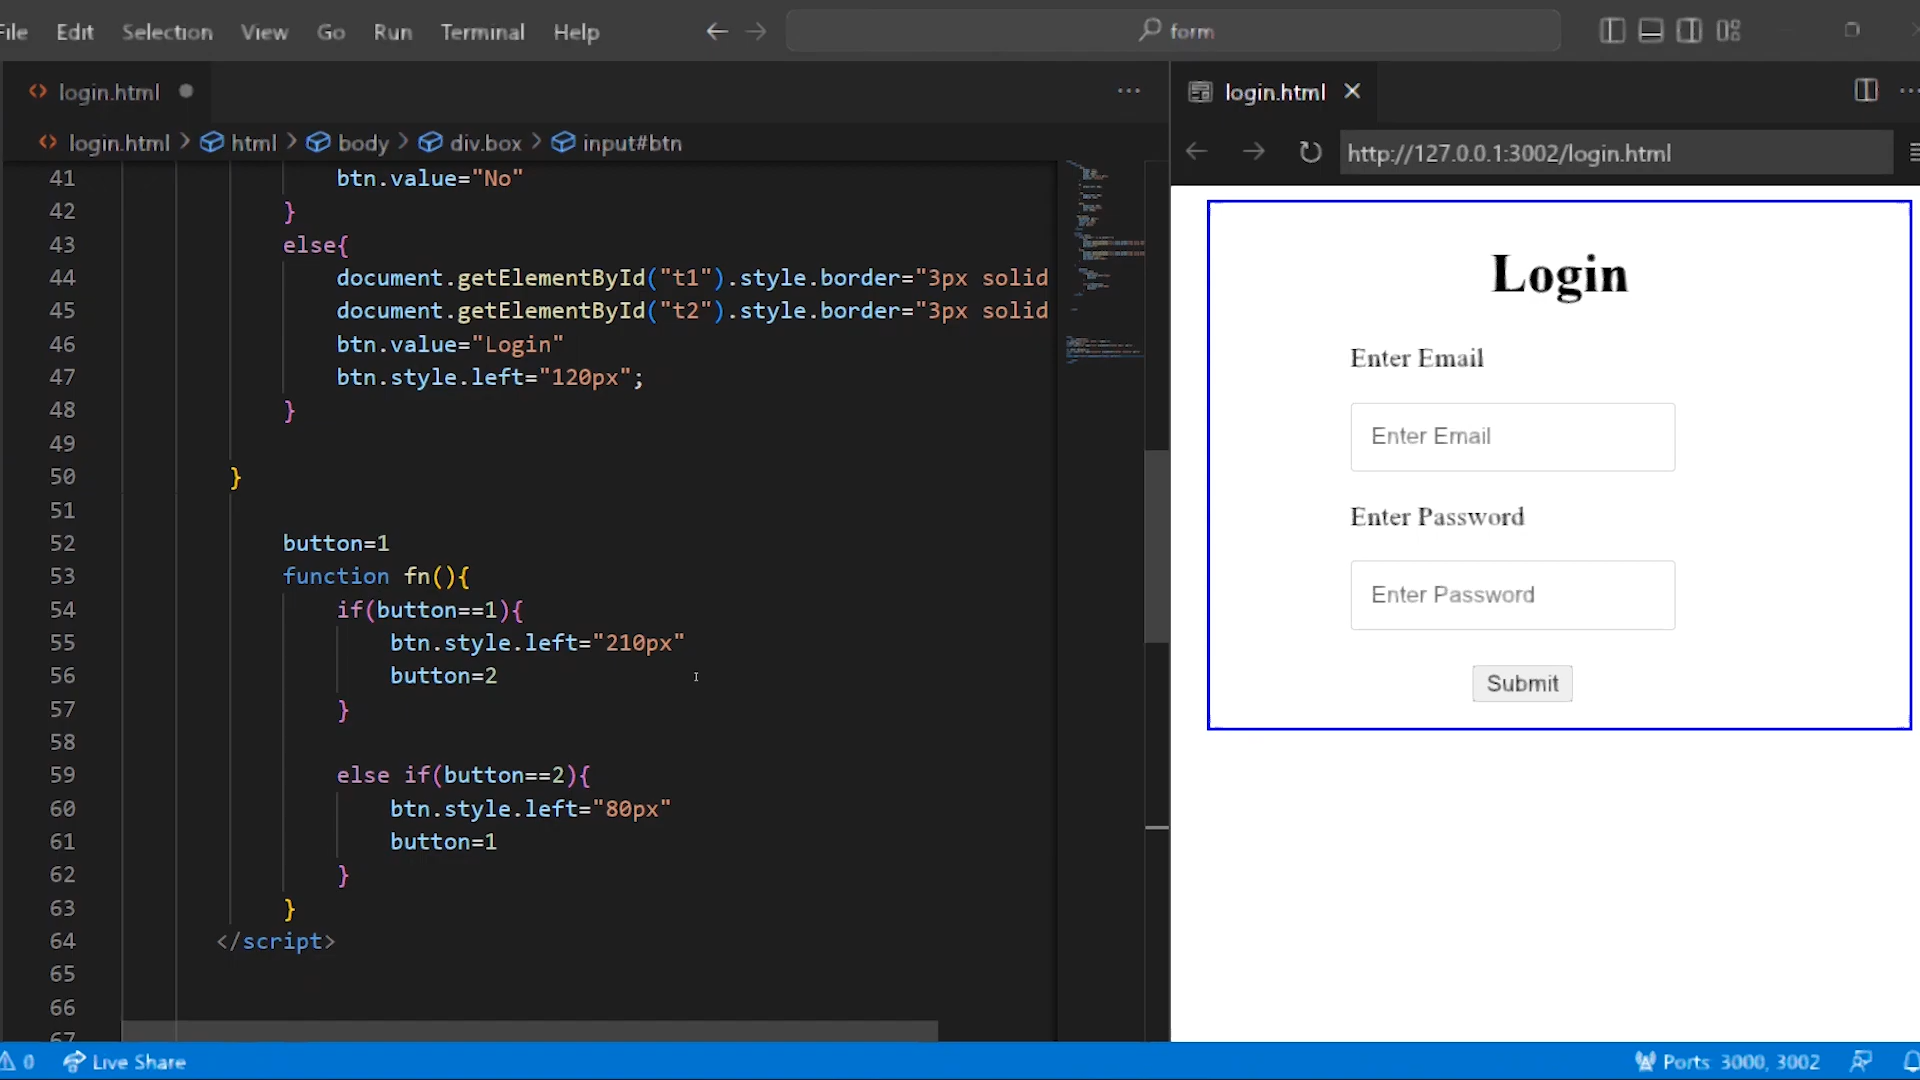 File Edit Selection View Go Run Terminal Help form
login.html
login.html > html > body > div.box > input#btn
41 btn.value="No"
42 }
43 else{
44 document.getElementById("t1").style.border="3px solid
45 document.getElementById("t2").style.border="3px solid
46 btn.value="Login"
47 btn.style.left="120px";
48 }
49
50 }
51
52 button=1
53 function fn(){
54 if(button==1){
55 btn.style.left="210px"
56 button=2
57 }
58
59 else if(button==2){
60 btn.style.left="80px"
61 button=1
62 }
63 }
64 </script>
65
66
67
login.html
http://127.0.0.1:3002/login.html
Login
Enter Email
Enter Email
Enter Password
Enter Password
Submit
0 Live Share
Ports: 3000, 3002